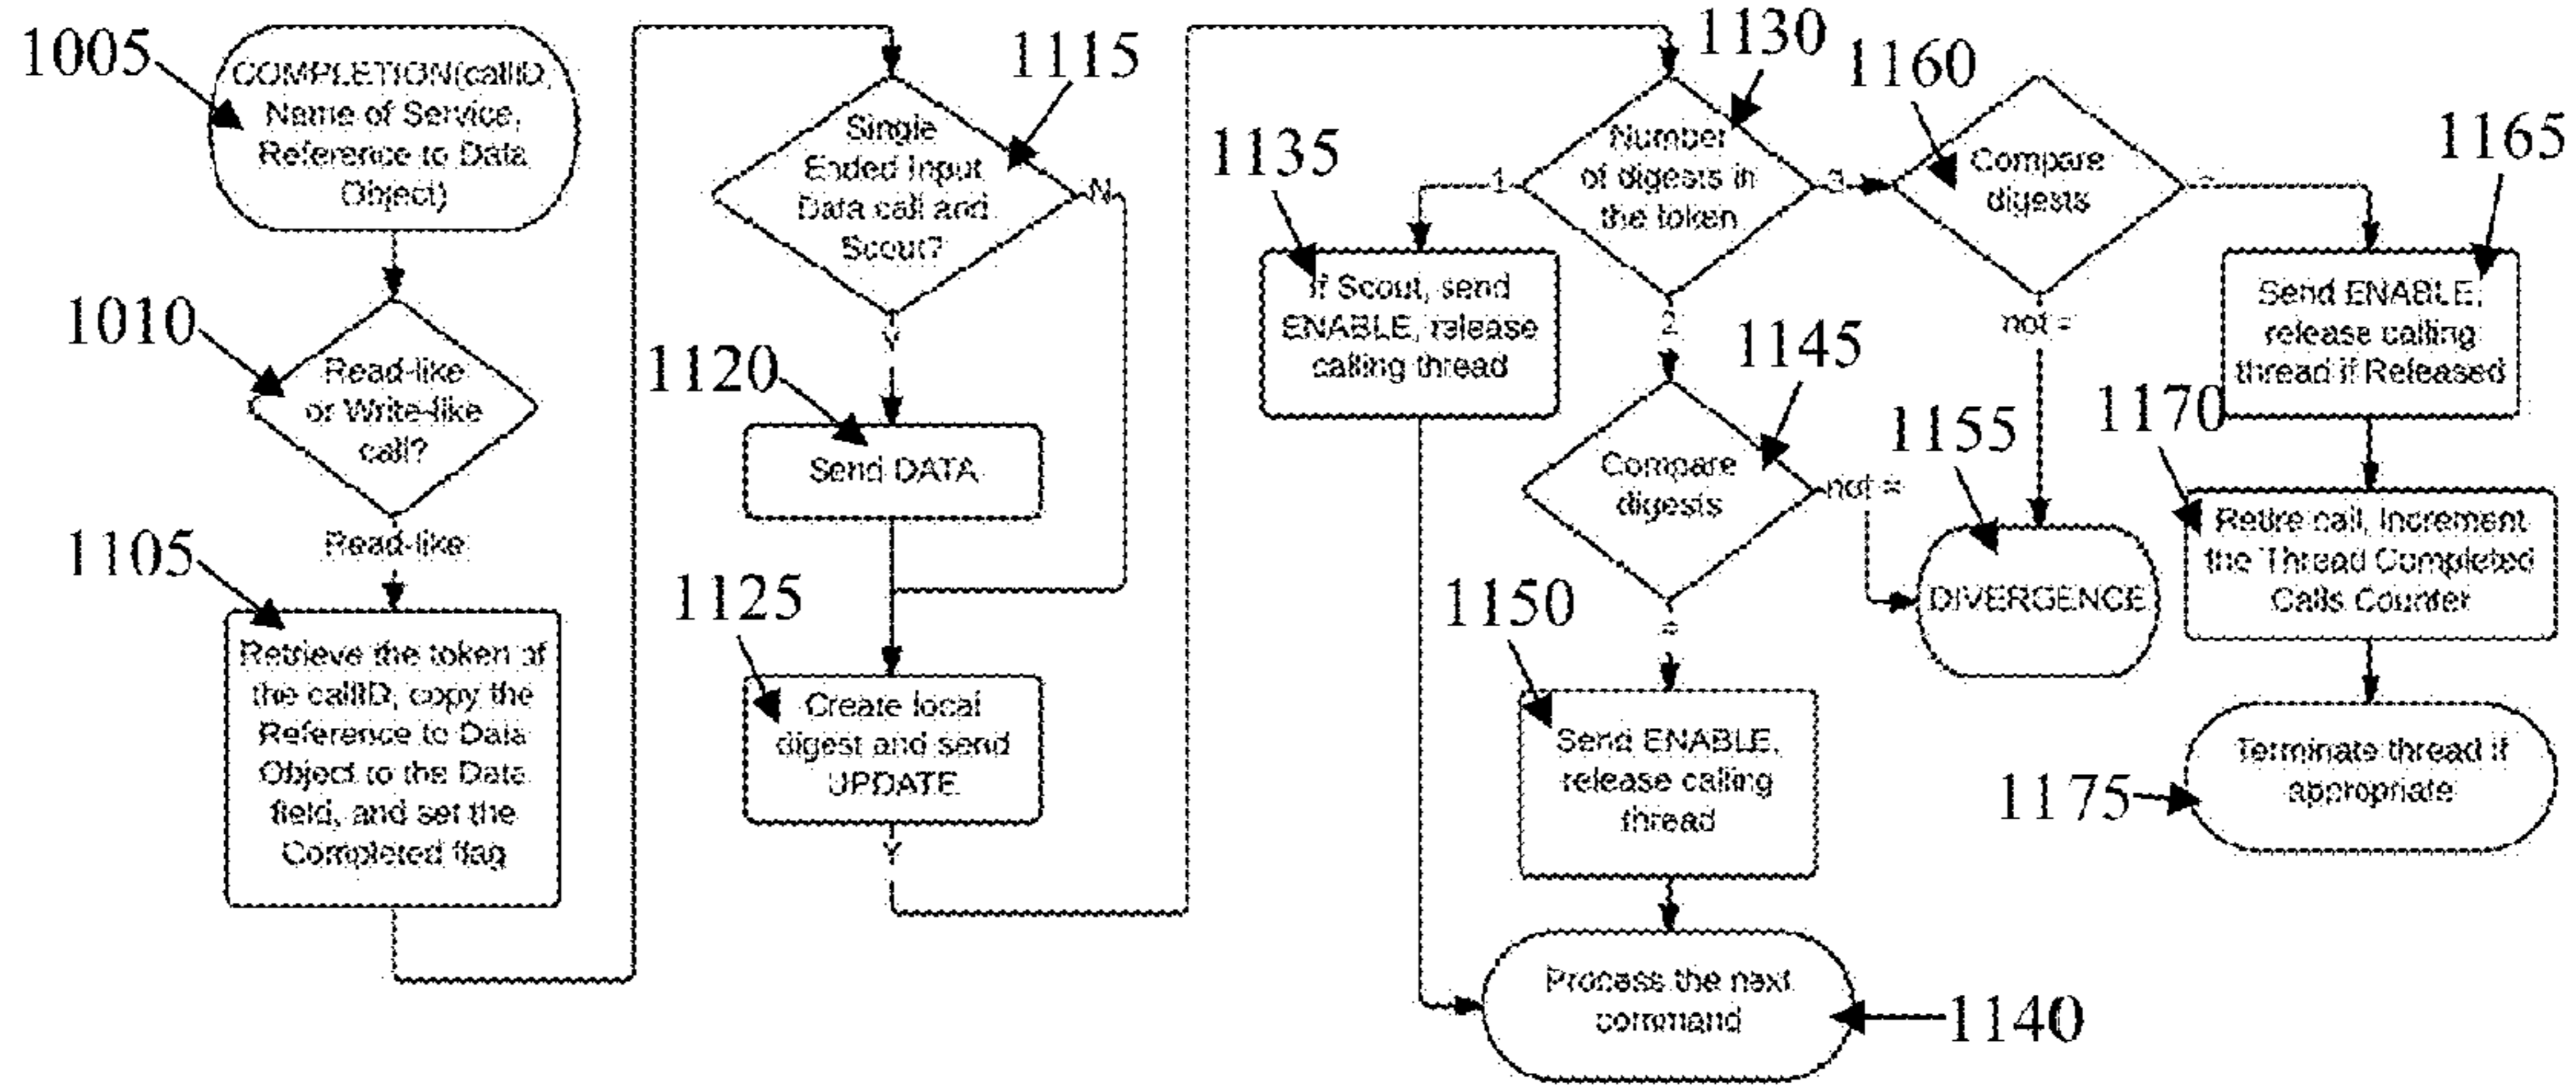 1005
COMPLETION(callID,
Name of Service,
Reference to Data
Object)
1010
Read-like
or Write-like
call?
Read-like
1105
Retrieve the token of
the callID, copy the
Reference to Data
Object to the Data
field, and set the
Completed flag
1115
Single
Ended Input
Data call and
Scout?
N
Y
1120
Send DATA
1125
Create local
digest and send
UPDATE
Y
1130
Number
of digests in
the token
1
2
3
1135
If Scout, send
ENABLE, release
calling thread
1145
Compare
digests
not =
=
1150
Send ENABLE,
release calling
thread
Process the next
command
1140
1160
Compare
digests
=
not =
1155
DIVERGENCE
1165
Send ENABLE,
release calling
thread if Released
1170
Retire call, Increment
the Thread Completed
Calls Counter
Terminate thread if
appropriate
1175